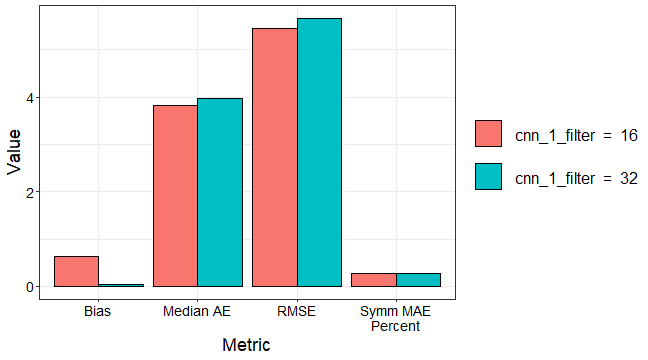 Value
4
2
0
Bias
Median AE
RMSE
Symm MAE
Percent
Metric
cnn_1_filter = 16
cnn_1_filter = 32